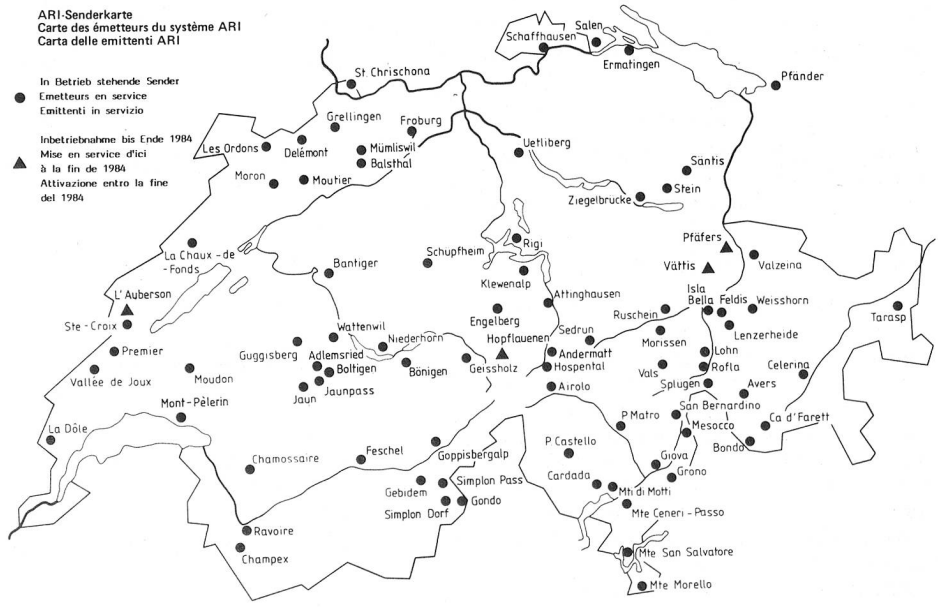 ARI-Senderkarte
Carte des émetteurs du système ARI
Carta delle emittenti ARI
In Betrieb stehende Sender
Emetteurs en service
Emittenti in servizio
Inbetriebnahme bis Ende 1984
Mise en service d'ici
à la fin de 1984
Attivazione entro la fine
del 1984
Schaffhausen
Salen
Ermatingen
Pfänder
St. Chrischona
Grellingen
Froburg
Les Ordons
Delémont
Mümliswil
Balsthal
Uetliberg
Moron
Moutier
Säntis
Stein
Ziegelbrücke
La Chaux-de-
-Fonds
Bantiger
Schüpfheim
Rigi
Klewenalp
Pfäfers
Vättis
Valzeina
L'Auberson
Ste-Croix
Attinghausen
Engelberg
Hopflauenen
Sedrun
Ruschein
Isla
Bella
Feldis
Weisshorn
Tarasp
Premier
Vallée de Joux
Moudon
Guggisberg
Wattenwil
Niederhorn
Adlemsried
Boltigen
Jaunpass
Jaun
Bönigen
Geissholz
Andermatt
Hospental
Airolo
Morissen
Lenzerheide
Lohn
Rofla
Vals
Splügen
Avers
Celerina
Mont-Pèlerin
La Dôle
P. Matro
San Bernardino
Mesocco
Ca d'Farett
Bondo
Chamossaire
Feschel
Goppisbergalp
P. Castello
Giova
Grono
Gebidem
Simplon Pass
Simplon Dorf
Gondo
Cardada
Mti di Motti
Mte Ceneri-Passo
Ravoire
Champex
Mte San Salvatore
Mte Morello